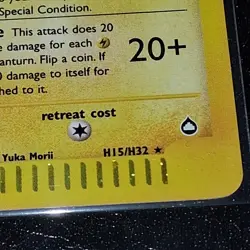 Special Condition.
This attack does 20
damage for each
anturn. Flip a coin. If
damage to itself for
hed to it.
20+
retreat cost
Yuka Morii H15/H32